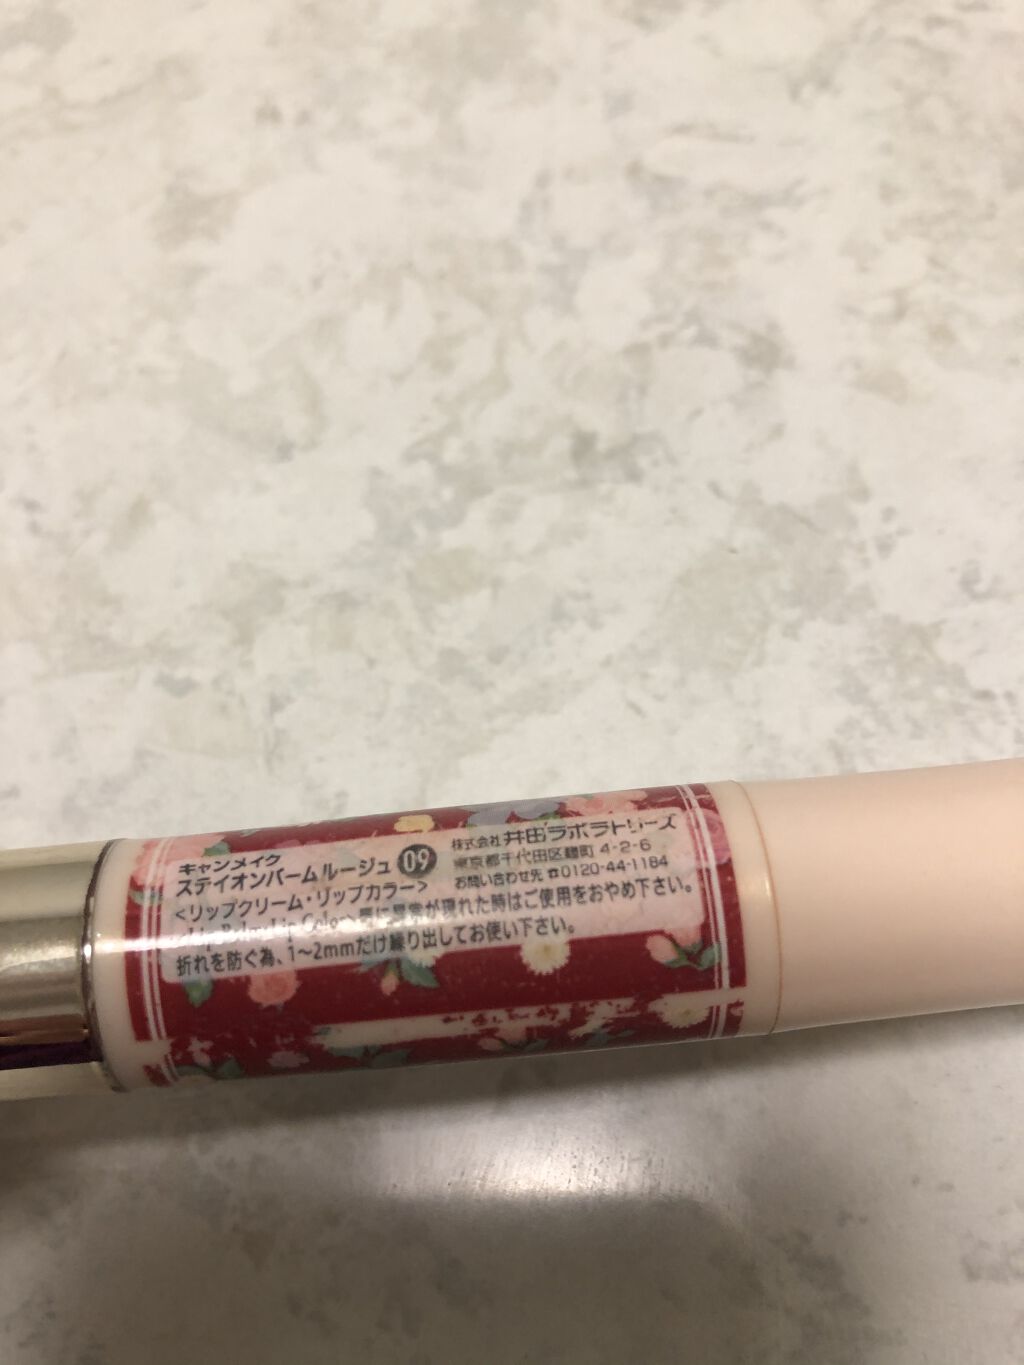 キャンメイク
ステイオンバームルージュ 09
<リップクリーム・リップカラー>
株式会社 井田ラボラトリーズ
東京都千代田区麹町 4-2-6
お問い合わせ先 ☎0120-44-1184
異常が現れた時はご使用をおやめ下さい。
折れを防ぐ為、1〜2mmだけ繰り出してお使い下さい。